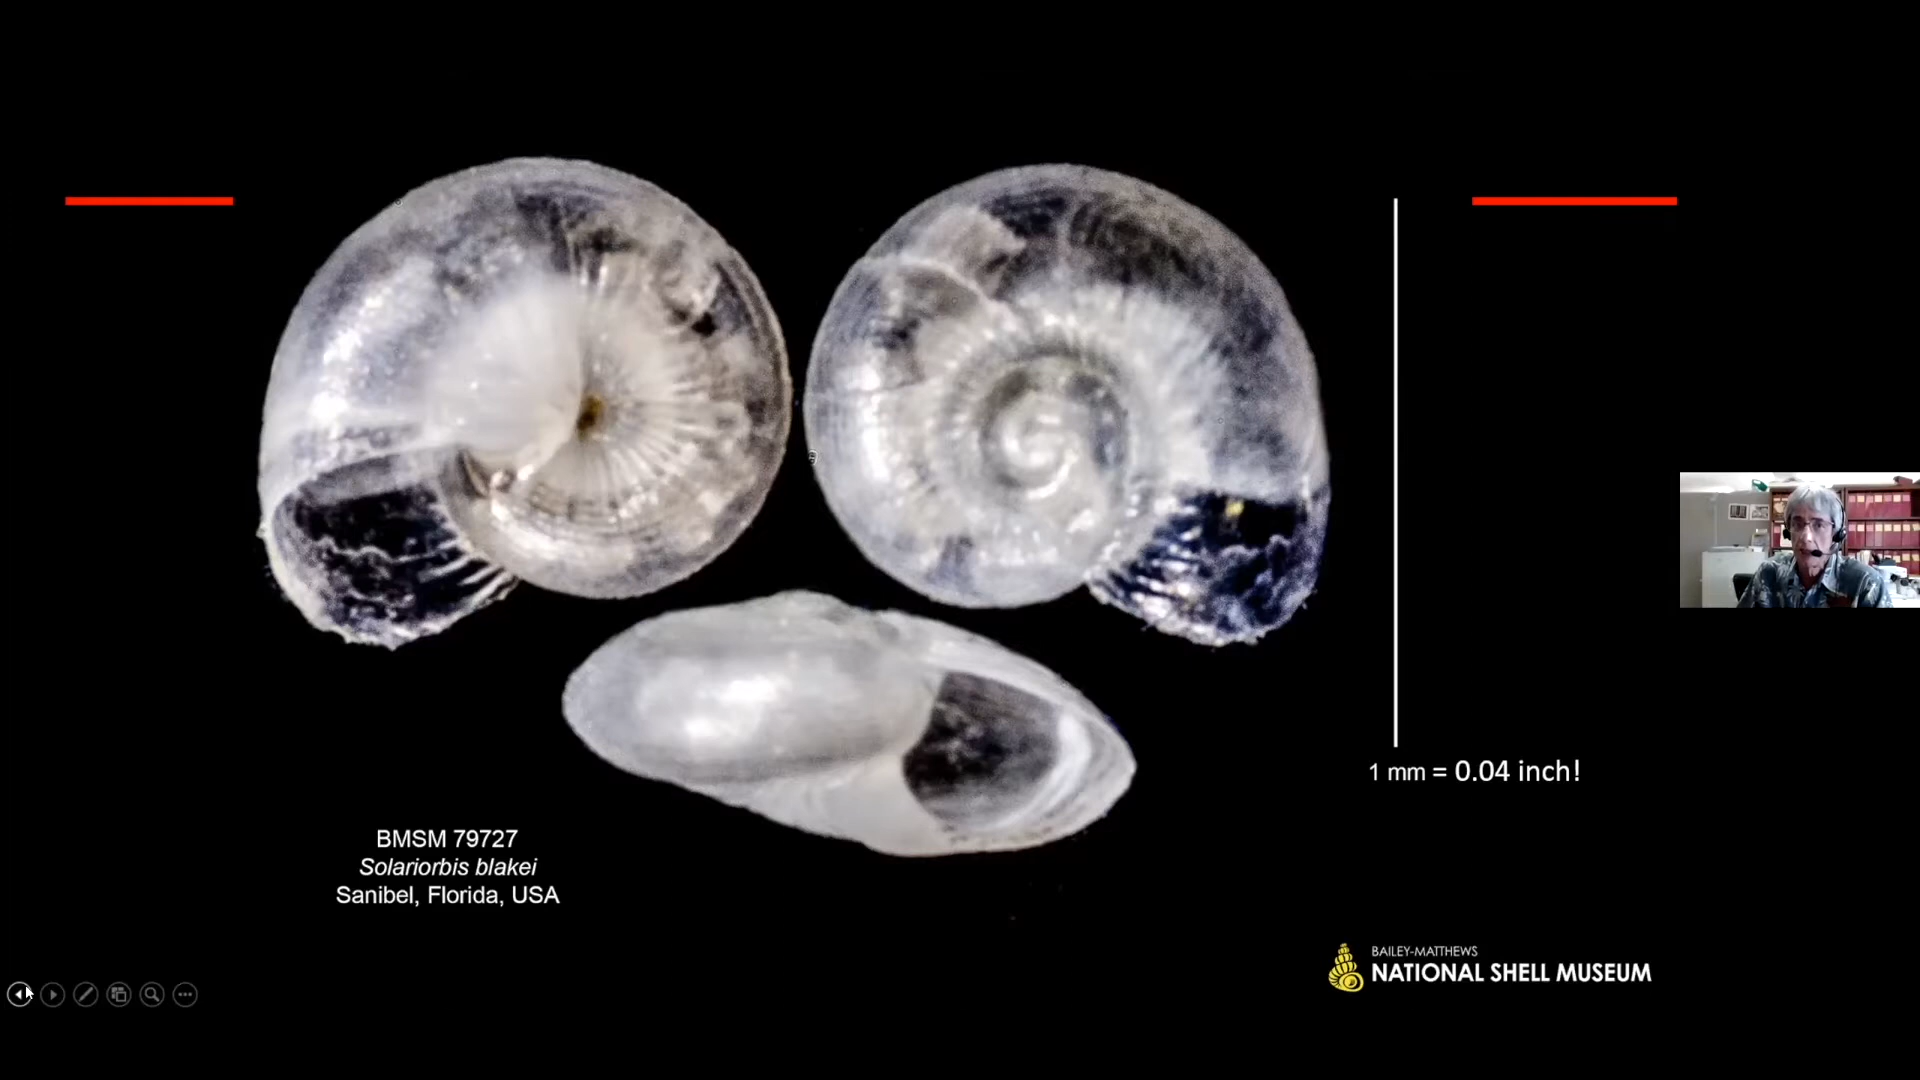 1 mm = 0.04 inch!
BMSM 79727
Solariorbis blakei
Sanibel, Florida, USA
BAILEY-MATTHEWS
NATIONAL SHELL MUSEUM